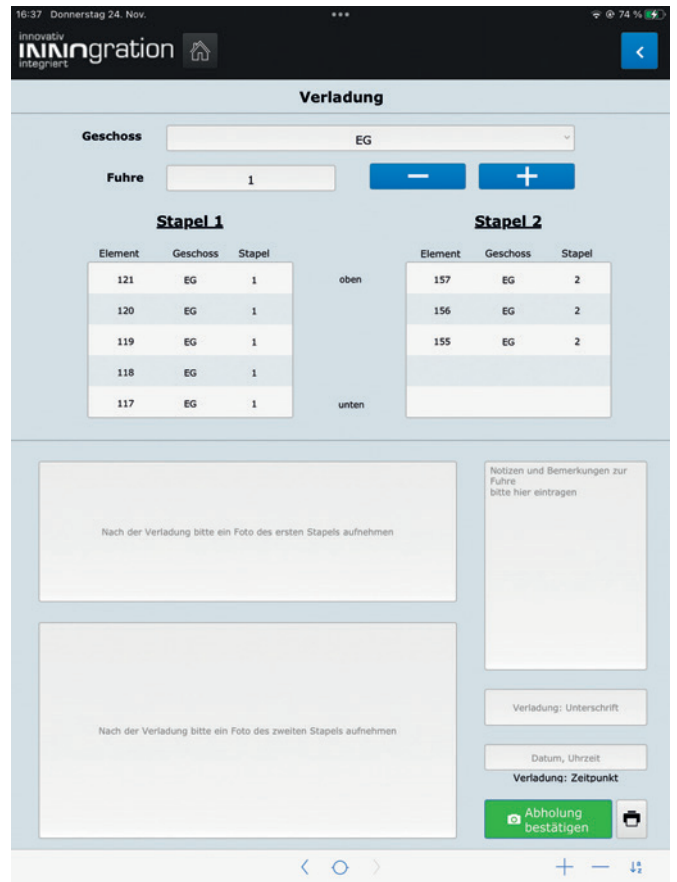 16:37 Donnerstag 24. Nov.
74 %
innovativ
ININNgration
integriert
Verladung
Geschoss EG
Fuhre 1
Stapel 1 Stapel 2
Element Geschoss Stapel Element Geschoss Stapel
121 EG 1 oben 157 EG 2
120 EG 1 156 EG 2
119 EG 1 155 EG 2
118 EG 1
117 EG 1 unten
Notizen und Bemerkungen zur
Fuhre
bitte hier eintragen
Nach der Verladung bitte ein Foto des ersten Stapels aufnehmen
Verladung: Unterschrift
Nach der Verladung bitte ein Foto des zweiten Stapels aufnehmen
Datum, Uhrzeit
Verladung: Zeitpunkt
Abholung
bestätigen